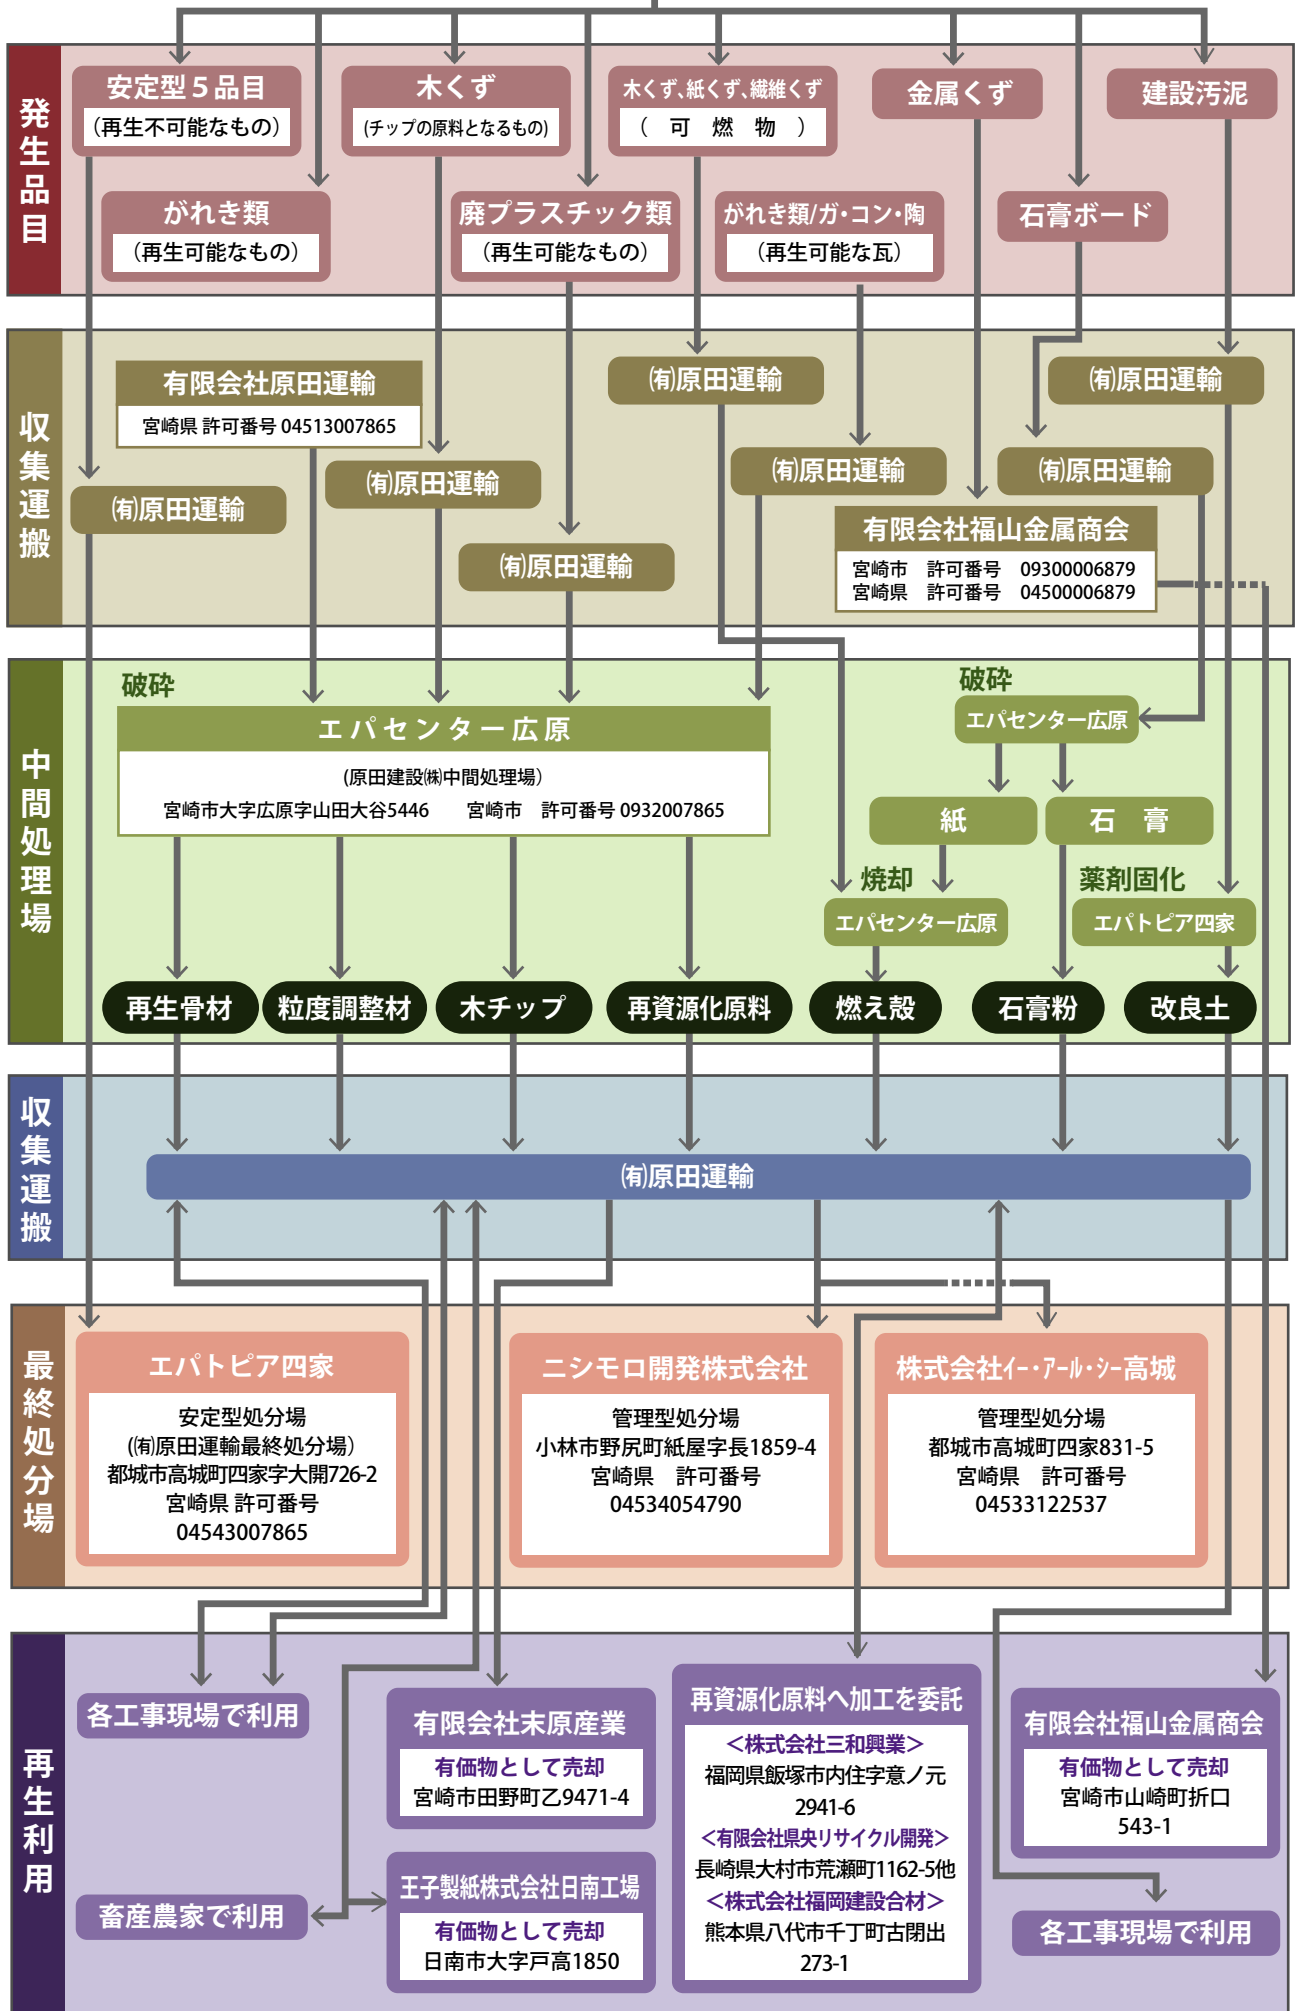 発生品目
安定型5品目
（再生不可能なもの）
木くず
(チップの原料となるもの)
木くず、紙くず、繊維くず
（　可　燃　物　）
金属くず
建設汚泥
がれき類
（再生可能なもの）
廃プラスチック類
（再生可能なもの）
がれき類/ガ・コン・陶
（再生可能な瓦）
石膏ボード
収集運搬
有限会社原田運輸
宮崎県 許可番号 04513007865
㈲原田運輸
㈲原田運輸
㈲原田運輸
㈲原田運輸
㈲原田運輸
㈲原田運輸
㈲原田運輸
有限会社福山金属商会
宮崎市　許可番号　09300006879
宮崎県　許可番号　04500006879
中間処理場
破砕
エパセンター広原
(原田建設㈱中間処理場）
宮崎市大字広原字山田大谷5446　宮崎市　許可番号 0932007865
破砕
エパセンター広原
紙
石　膏
焼却
エパセンター広原
薬剤固化
エパトピア四家
再生骨材
粒度調整材
木チップ
再資源化原料
燃え殻
石膏粉
改良土
収集運搬
㈲原田運輸
最終処分場
エパトピア四家
安定型処分場
(㈲原田運輸最終処分場）
都城市高城町四家字大開726-2
宮崎県 許可番号
04543007865
ニシモロ開発株式会社
管理型処分場
小林市野尻町紙屋字長1859-4
宮崎県　許可番号
04534054790
株式会社イー・アール・シー高城
管理型処分場
都城市高城町四家831-5
宮崎県　許可番号
04533122537
再生利用
各工事現場で利用
畜産農家で利用
有限会社末原産業
有価物として売却
宮崎市田野町乙9471-4
王子製紙株式会社日南工場
有価物として売却
日南市大字戸高1850
再資源化原料へ加工を委託
＜株式会社三和興業＞
福岡県飯塚市内住字意ノ元
2941-6
＜有限会社県央リサイクル開発＞
長崎県大村市荒瀬町1162-5他
＜株式会社福岡建設合材＞
熊本県八代市千丁町古閉出
273-1
有限会社福山金属商会
有価物として売却
宮崎市山崎町折口
543-1
各工事現場で利用